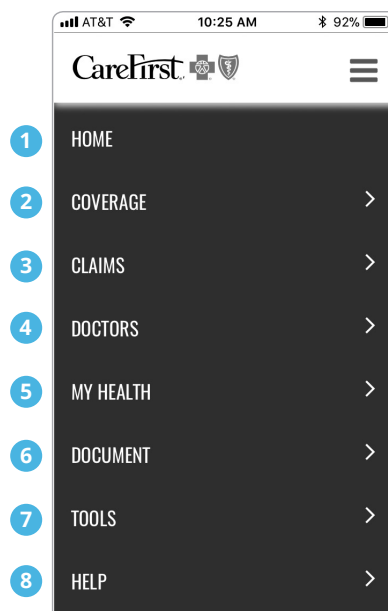 AT&T 10:25 AM 92%
CareFirst
1 HOME
2 COVERAGE
3 CLAIMS
4 DOCTORS
5 MY HEALTH
6 DOCUMENT
7 TOOLS
8 HELP